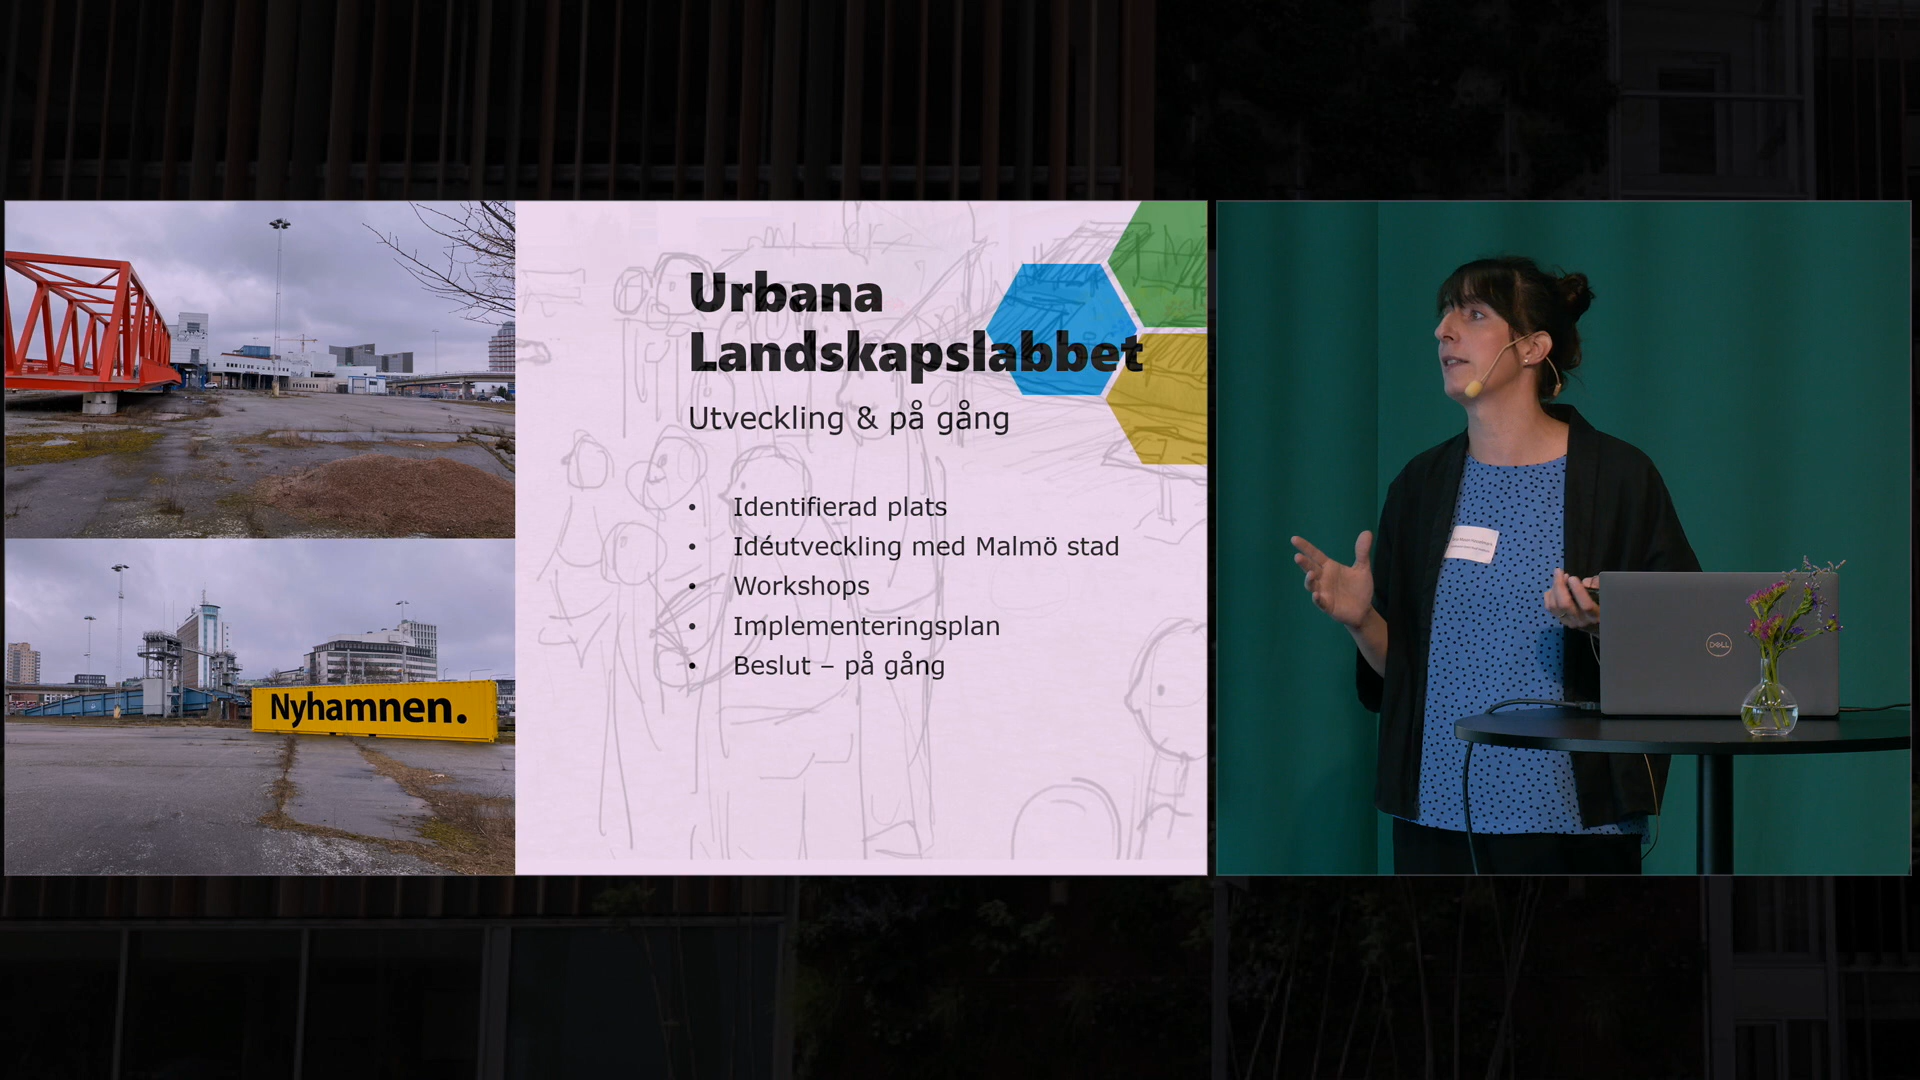 Urbana
Landskapslabbet
Utveckling & på gång
• Identifierad plats
• Idéutveckling med Malmö stad
• Workshops
• Implementeringsplan
• Beslut – på gång
Nyhamnen.
DELL